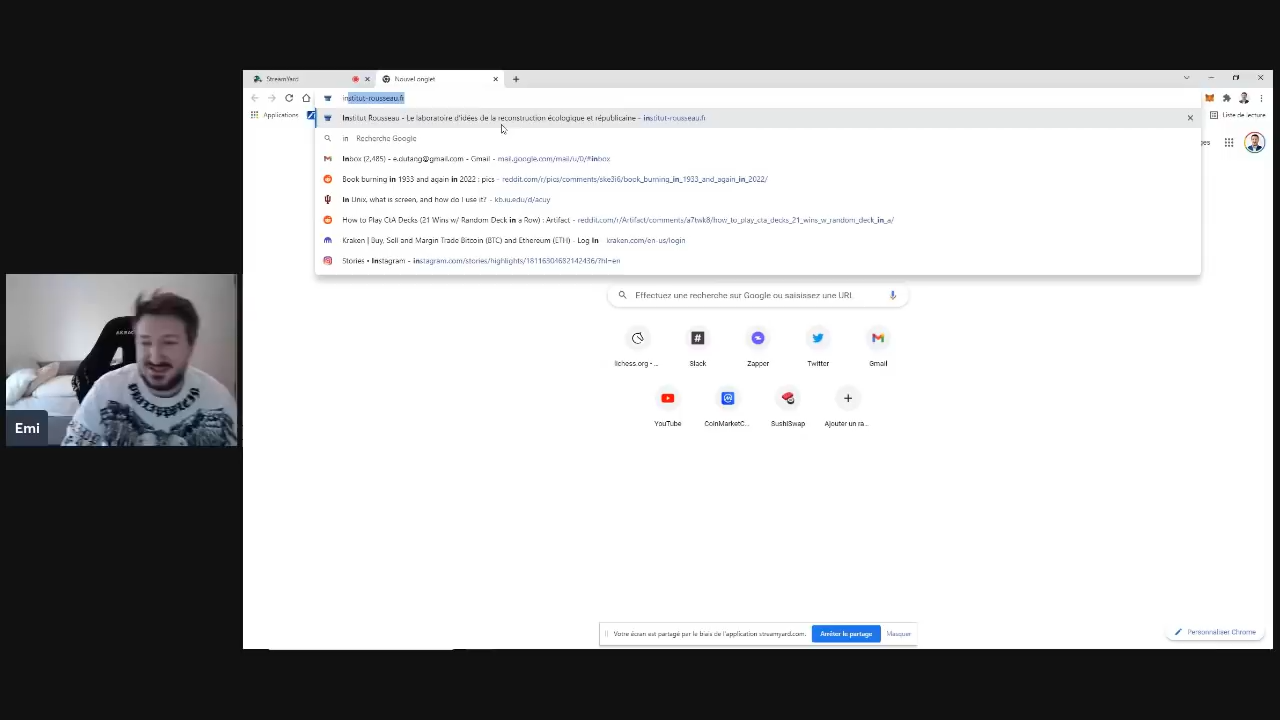 StreamYard
Nouvel onglet
institut-rousseau.fr
Applications
Liste de lecture
Institut Rousseau - Le laboratoire d'idées de la reconstruction écologique et républicaine - institut-rousseau.fr
in - Recherche Google
Inbox (2,485) - e.dutang@gmail.com - Gmail - mail.google.com/mail/u/0/#inbox
Book burning in 1933 and again in 2022 : pics - reddit.com/r/pics/comments/ske3i6/book_burning_in_1933_and_again_in_2022/
In Unix, what is screen, and how do I use it? - kb.iu.edu/d/acuy
How to Play CtA Decks (21 Wins w/ Random Deck in a Row) : Artifact - reddit.com/r/Artifact/comments/a7twk8/how_to_play_cta_decks_21_wins_w_random_deck_in_a/
Kraken | Buy, Sell and Margin Trade Bitcoin (BTC) and Ethereum (ETH) - Log In - kraken.com/en-us/login
Stories • Instagram - instagram.com/stories/highlights/18116304682142436/?hl=en
Effectuez une recherche sur Google ou saisissez une URL
lichess.org - ...
Slack
Zapper
Twitter
Gmail
YouTube
CoinMarketC...
SushiSwap
Ajouter un ra...
Emi
Votre écran est partagé par le biais de l'application streamyard.com.
Arrêter le partage
Masquer
Personnaliser Chrome